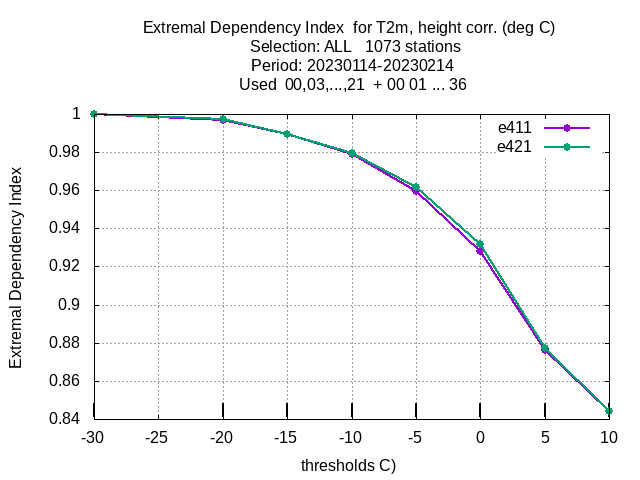 Extremal Dependency Index  for T2m, height corr. (deg C)
Selection: ALL   1073 stations
Period: 20230114-20230214
Used  00,03,...,21  + 00 01 ... 36
e411
e421
Extremal Dependency Index
1
0.98
0.96
0.94
0.92
0.9
0.88
0.86
0.84
-30 -25 -20 -15 -10 -5 0 5 10
thresholds C)